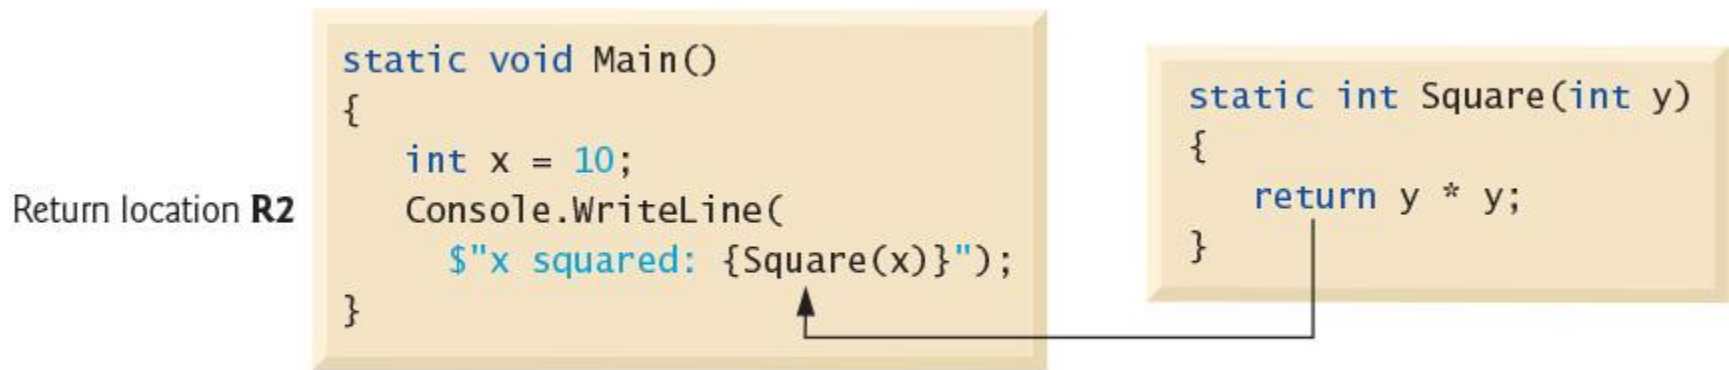 Return location R2
static void Main()
{
   int x = 10;
   Console.WriteLine(
     $"x squared: {Square(x)}");
}
static int Square(int y)
{
   return y * y;
}